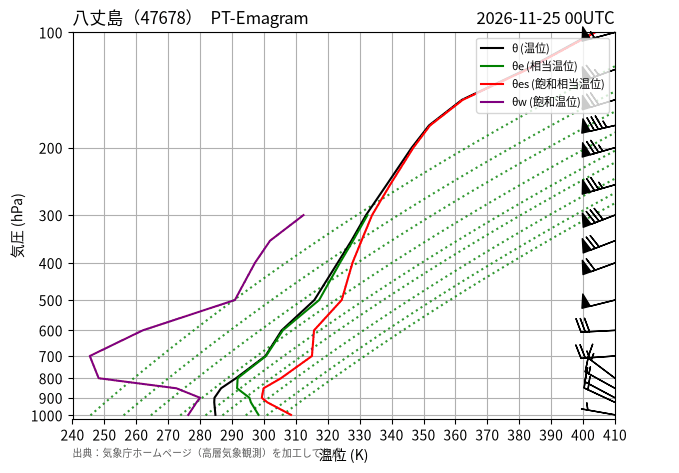 八丈島（47678） PT-Emagram
2026-11-25 00UTC
θ (温位)
θe (相当温位)
θes (飽和相当温位)
θw (飽和温位)
気圧 (hPa)
100
200
300
400
500
600
700
800
900
1000
240 250 260 270 280 290 300 310 320 330 340 350 360 370 380 390 400 410
温位 (K)
出典：気象庁ホームページ（高層気象観測）を加工して